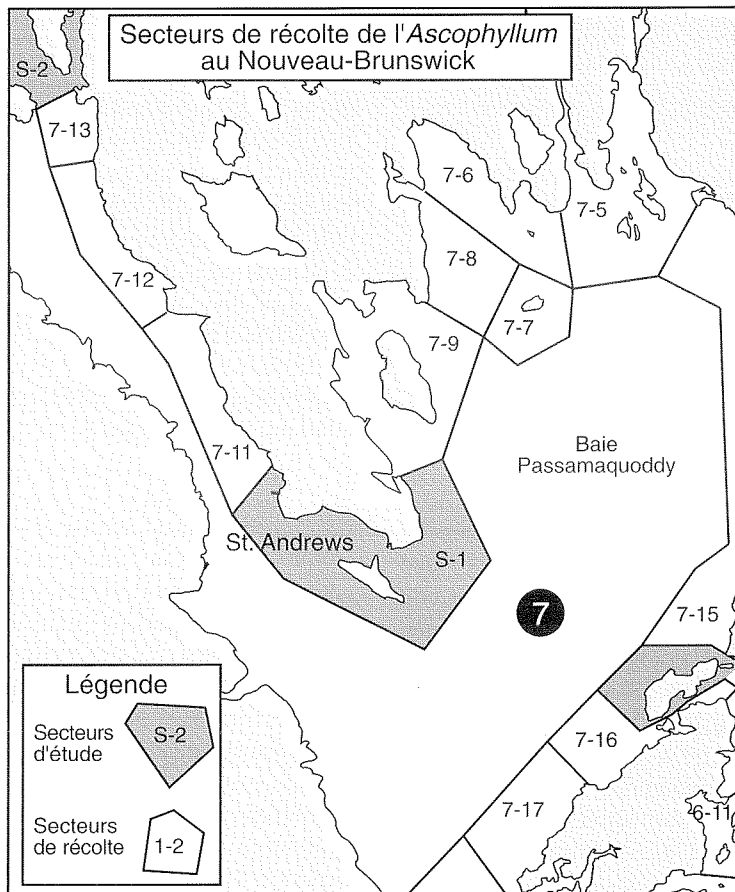 Secteurs de récolte de l'Ascophyllum
au Nouveau-Brunswick
S-2
7-13
7-6
7-5
7-8
7-12
7-7
7-9
7-11
Baie
Passamaquoddy
St. Andrews
S-1
7
7-15
7-16
7-17
6-11
Légende
Secteurs
d'étude
S-2
Secteurs
de récolte
1-2